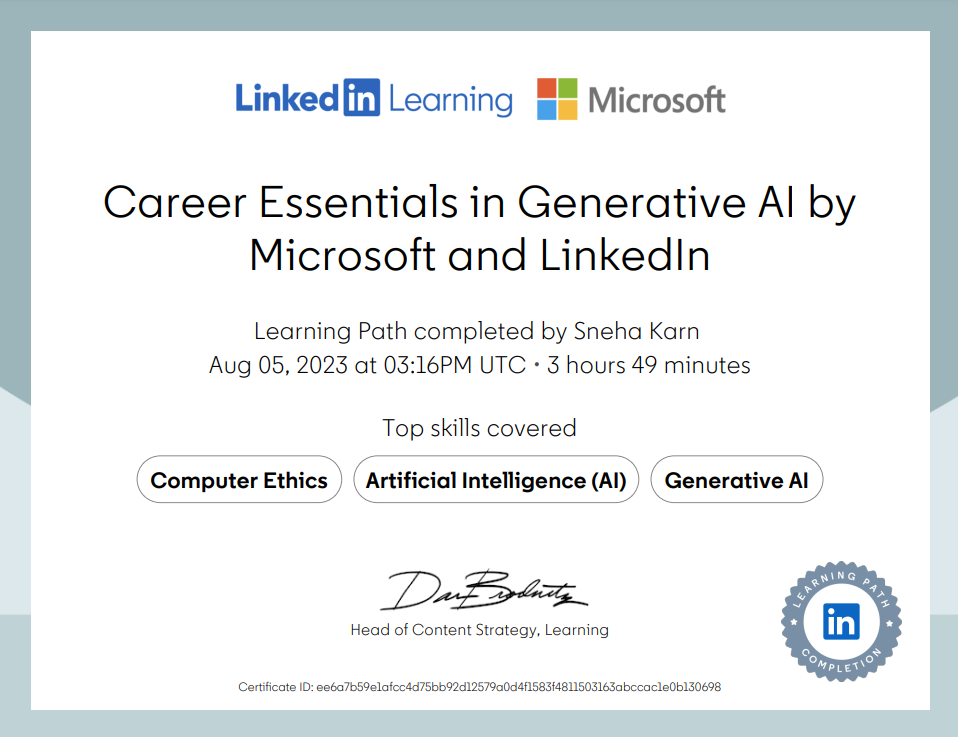 LinkedIn Learning Microsoft
Career Essentials in Generative AI by
Microsoft and LinkedIn
Learning Path completed by Sneha Karn
Aug 05, 2023 at 03:16PM UTC • 3 hours 49 minutes
Top skills covered
Computer Ethics Artificial Intelligence (AI) Generative AI
Head of Content Strategy, Learning
LEARNING PATH
in
COMPLETION
Certificate ID: ee6a7b59e1afcc4d75bb92d12579a0d4f1583f4811503163abccac1e0b130698